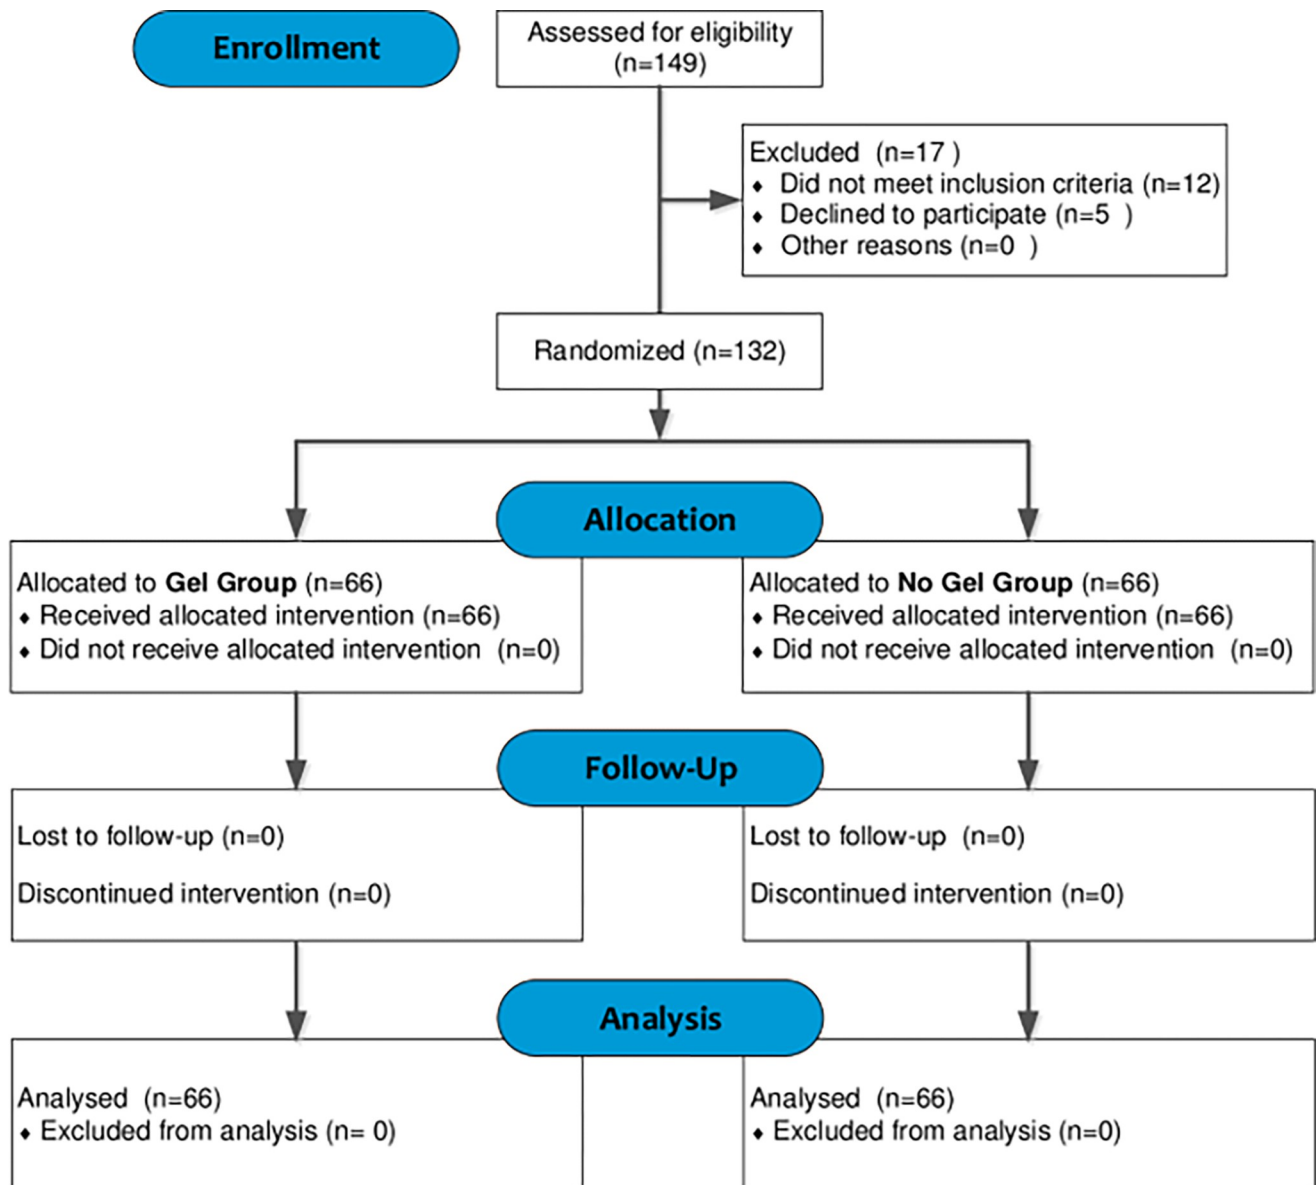 Enrollment
Assessed for eligibility
(n=149)
Excluded (n=17 )
♦ Did not meet inclusion criteria (n=12)
♦ Declined to participate (n=5 )
♦ Other reasons (n=0 )
Randomized (n=132)
Allocation
Allocated to Gel Group (n=66)
♦ Received allocated intervention (n=66)
♦ Did not receive allocated intervention (n=0)
Allocated to No Gel Group (n=66)
♦ Received allocated intervention (n=66)
♦ Did not receive allocated intervention (n=0)
Follow-Up
Lost to follow-up (n=0)
Discontinued intervention (n=0)
Lost to follow-up (n=0)
Discontinued intervention (n=0)
Analysis
Analysed (n=66)
♦ Excluded from analysis (n= 0)
Analysed (n=66)
♦ Excluded from analysis (n=0)